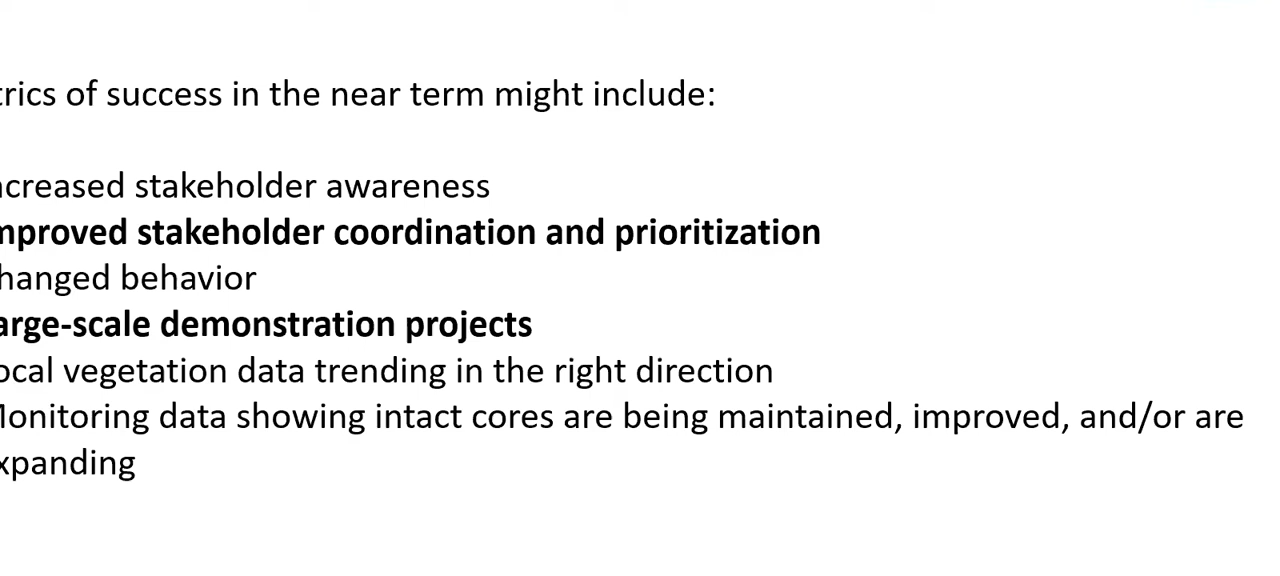 trics of success in the near term might include:
ncreased stakeholder awareness
mproved stakeholder coordination and prioritization
hanged behavior
arge-scale demonstration projects
ocal vegetation data trending in the right direction
onitoring data showing intact cores are being maintained, improved, and/or are
xpanding